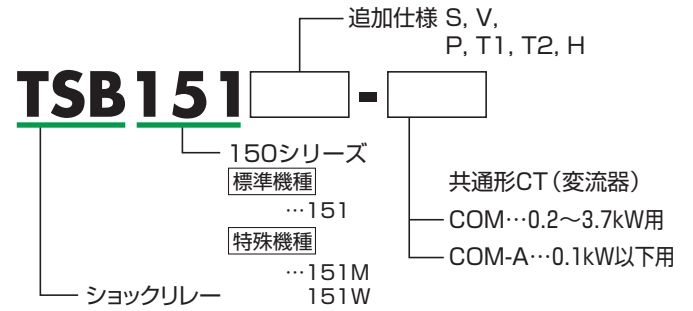 追加仕様 S, V,
P, T1, T2, H
TSB151 -
150シリーズ
標準機種
…151
特殊機種
…151M
151W
ショックリレー
共通形CT（変流器）
COM…0.2〜3.7kW用
COM-A…0.1kW以下用